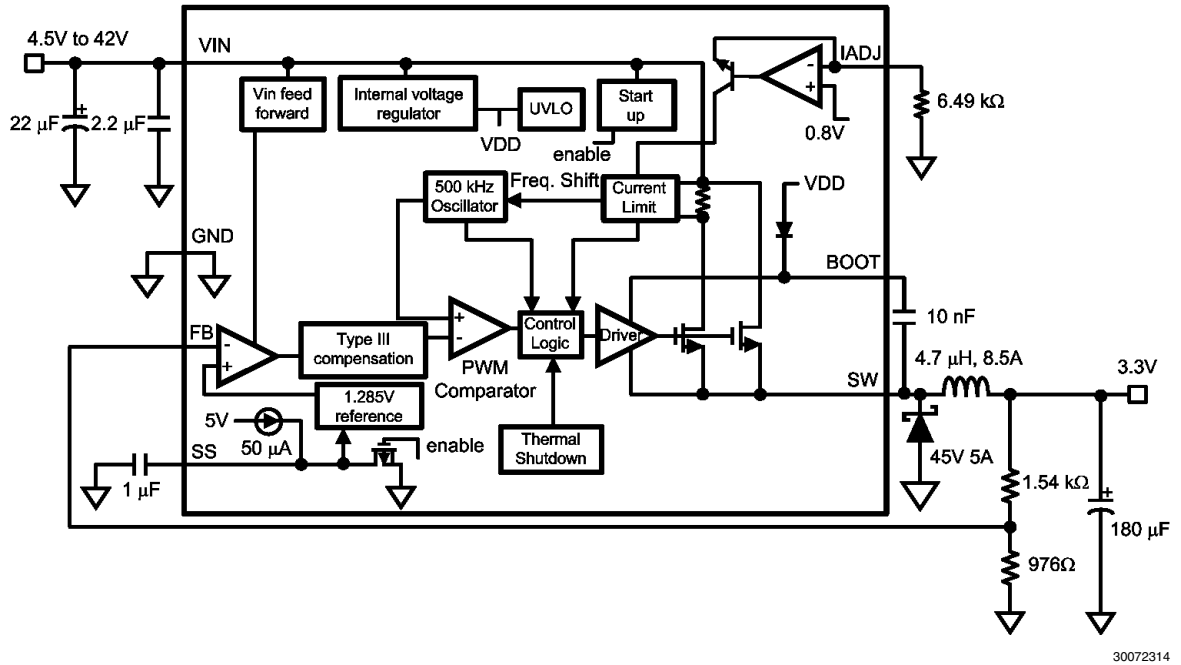 4.5V to 42V
VIN
IADJ
Vin feed
forward
Internal voltage
regulator
UVLO
Start
up
22 µF
2.2 µF
VDD
enable
0.8V
6.49 kΩ
500 kHz
Oscillator
Freq. Shift
Current
Limit
VDD
GND
BOOT
FB
Type III
compensation
PWM
Comparator
Control
Logic
Driver
10 nF
4.7 µH, 8.5A
3.3V
SW
1.285V
reference
5V
50 µA
SS
enable
Thermal
Shutdown
45V 5A
1 µF
1.54 kΩ
180 µF
976Ω
30072314